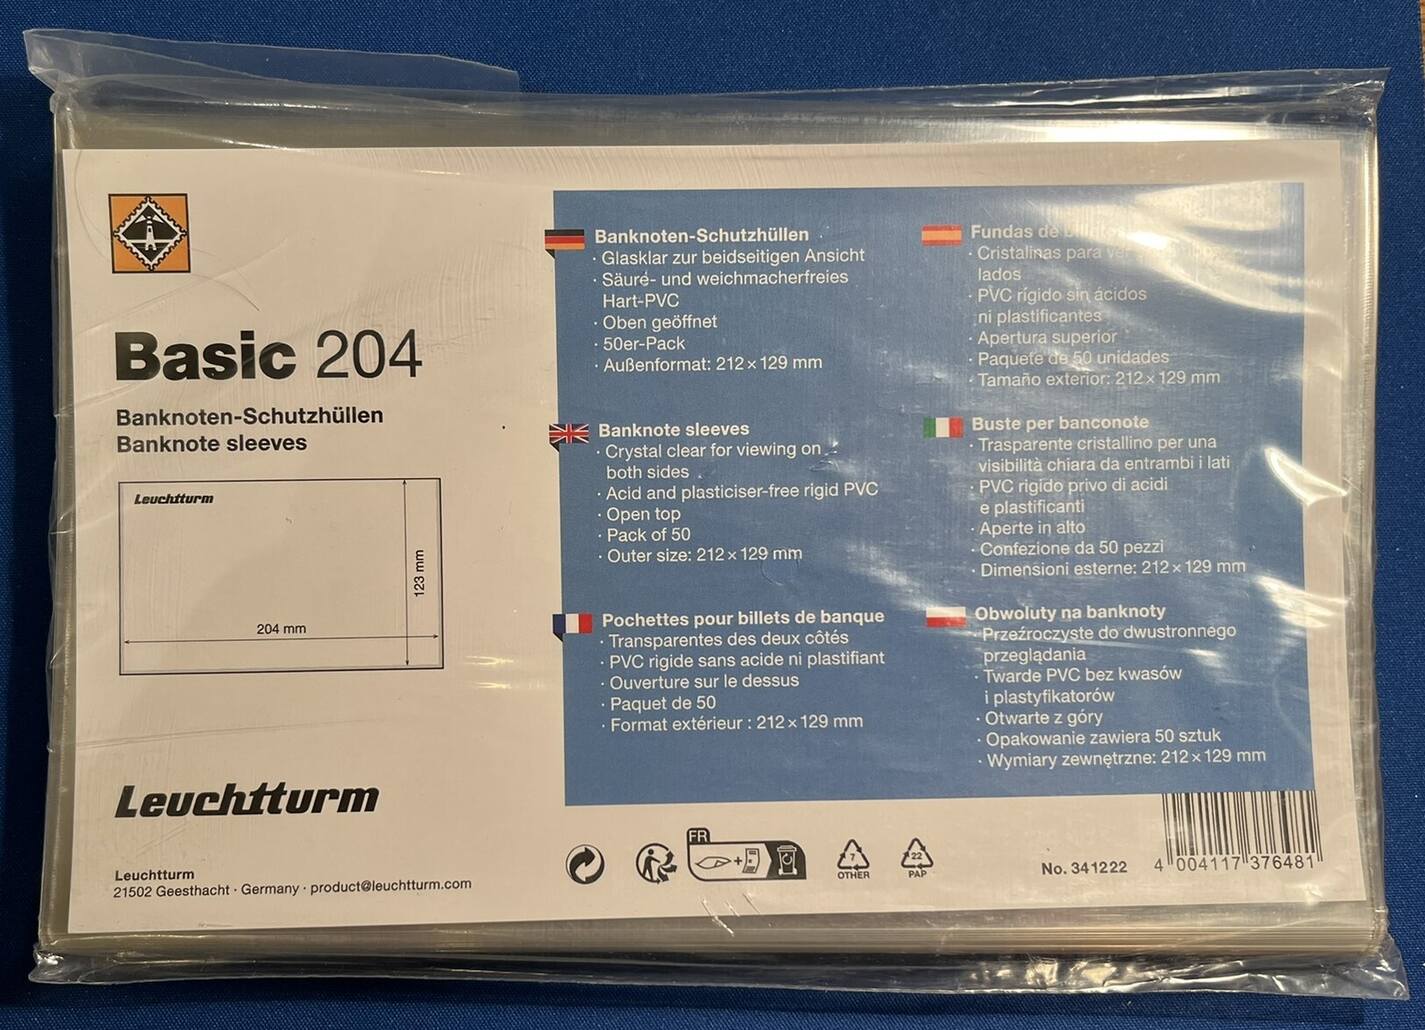 Basic 204
Banknoten-Schutzhüllen
Banknote sleeves
Leuchtturm
123 mm
204 mm
Leuchtturm
Leuchtturm
21502 Geesthacht · Germany · product@leuchtturm.com
Banknoten-Schutzhüllen
· Glasklar zur beidseitigen Ansicht
· Säure- und weichmacherfreies
Hart-PVC
· Oben geöffnet
· 50er-Pack
· Außenformat: 212 × 129 mm
Banknote sleeves
· Crystal clear for viewing on
both sides
· Acid and plasticiser-free rigid PVC
· Open top
· Pack of 50
· Outer size: 212 × 129 mm
Pochettes pour billets de banque
· Transparentes des deux côtés
· PVC rigide sans acide ni plastifiant
· Ouverture sur le dessus
· Paquet de 50
· Format extérieur : 212 × 129 mm
Fundas de
· Cristalinas para ver
lados
· PVC rígido sin ácidos
ni plastificantes
· Apertura superior
· Paquete de 50 unidades
· Tamaño exterior: 212 × 129 mm
Buste per banconote
· Trasparente cristallino per una
visibilità chiara da entrambi i lati
· PVC rigido privo di acidi
e plastificanti
· Aperte in alto
· Confezione da 50 pezzi
· Dimensioni esterne: 212 × 129 mm
Obwoluty na banknoty
· Przeźroczyste do dwustronnego
przeglądania
· Twarde PVC bez kwasów
i plastyfikatorów
· Otwarte z góry
· Opakowanie zawiera 50 sztuk
· Wymiary zewnętrzne: 212 × 129 mm
FR
+
7
OTHER
22
PAP
No. 341222
4 004117 376481